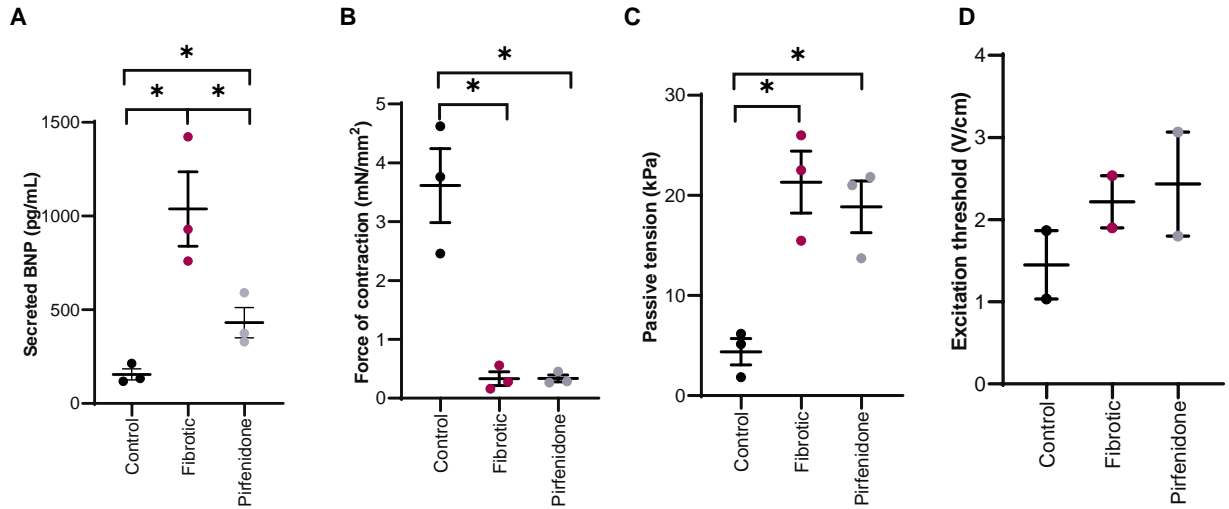 A
B
C
D
*
*
*
Secreted BNP (pg/mL)
1500
1000
500
0
Control
Fibrotic
Pirfenidone
*
*
Force of contraction (mN/mm²)
5
4
3
2
1
0
Control
Fibrotic
Pirfenidone
*
*
Passive tension (kPa)
30
20
10
0
Control
Fibrotic
Pirfenidone
Excitation threshold (V/cm)
4
3
2
1
0
Control
Fibrotic
Pirfenidone